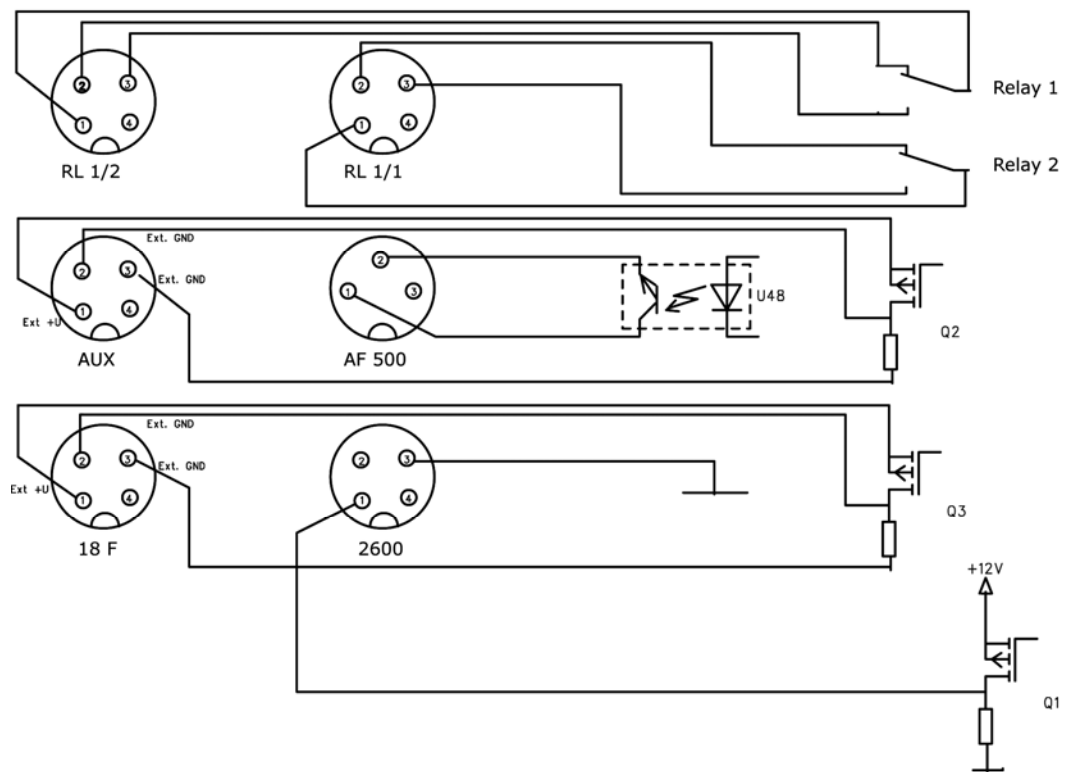 2 3
1 4
RL 1/2
2 3
1 4
RL 1/1
Relay 1
Relay 2
Ext. GND
2 3
Ext. GND
1 4
Ext +U
AUX
2
1 3
AF 500
U4B
Q2
Ext. GND
2 3
Ext. GND
Ext +U
1 4
18 F
2 3
1 4
2600
Q3
+12V
Q1